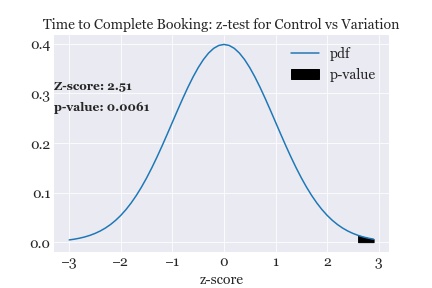 Time to Complete Booking: z-test for Control vs Variation
0.4
pdf
p-value
Z-score: 2.51
0.3
p-value: 0.0061
0.2
0.1
0.0
−3 −2 −1 0 1 2 3
z-score